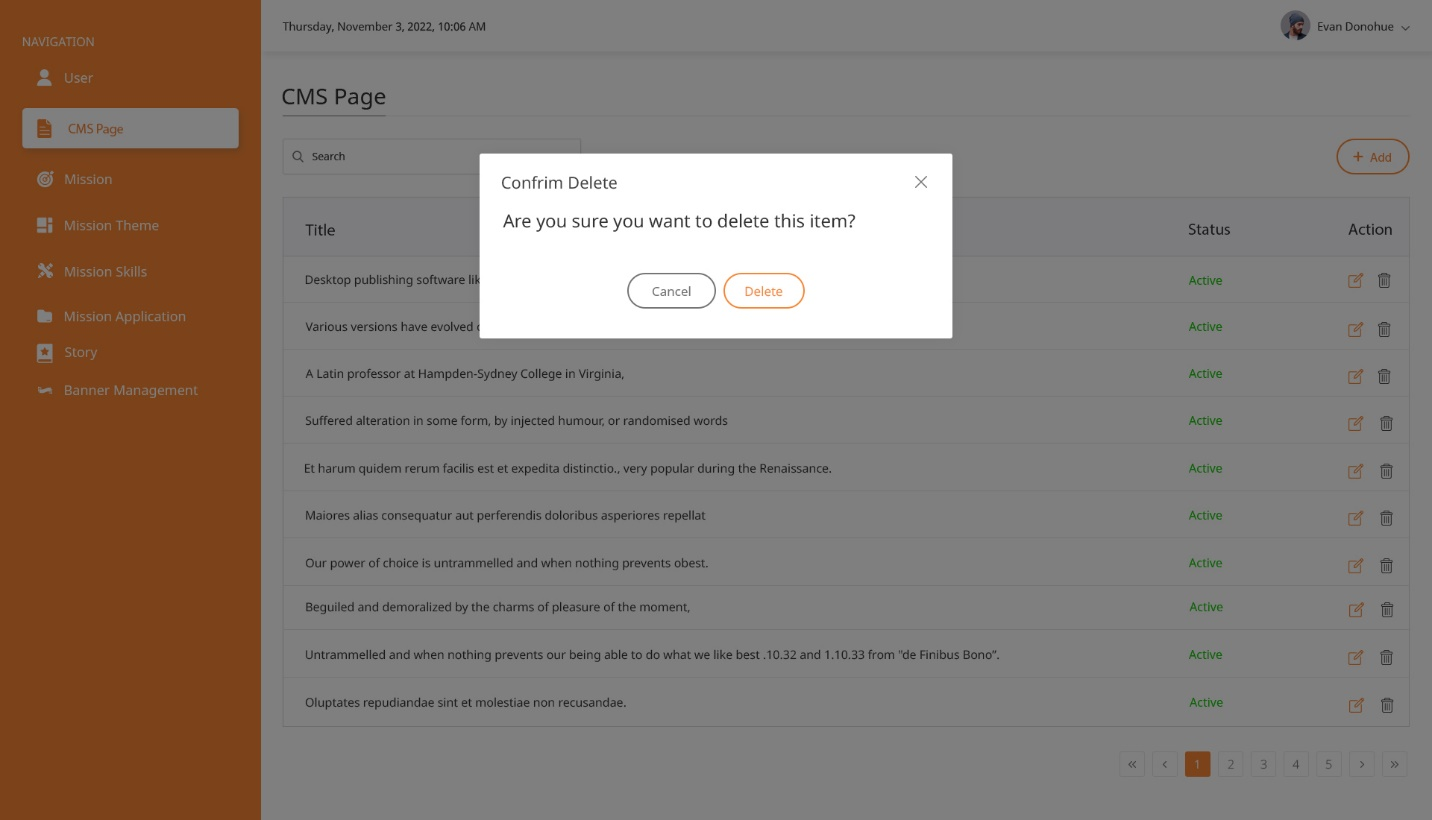 Thursday, November 3, 2022, 10:06 AM
Evan Donohue
NAVIGATION
User
CMS Page
Mission
Mission Theme
Mission Skills
Mission Application
Story
Banner Management
CMS Page
Search
+ Add
Confrim Delete
Are you sure you want to delete this item?
Cancel Delete
Title Status Action
Desktop publishing software lik Active
Various versions have evolved Active
A Latin professor at Hampden-Sydney College in Virginia, Active
Suffered alteration in some form, by injected humour, or randomised words Active
Et harum quidem rerum facilis est et expedita distinctio., very popular during the Renaissance. Active
Maiores alias consequatur aut perferendis doloribus asperiores repellat Active
Our power of choice is untrammelled and when nothing prevents obest. Active
Beguiled and demoralized by the charms of pleasure of the moment, Active
Untrammelled and when nothing prevents our being able to do what we like best .10.32 and 1.10.33 from "de Finibus Bono”. Active
Oluptates repudiandae sint et molestiae non recusandae. Active
« ‹ 1 2 3 4 5 › »